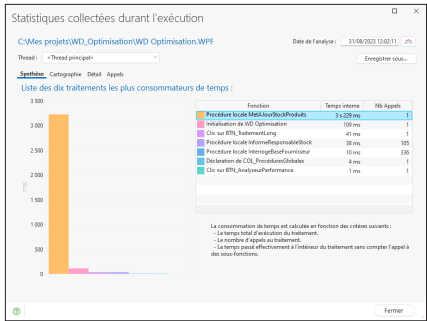 Statistiques collectées durant l'exécution
C:\Mes projets\WD_Optimisation\WD Optimisation.WPF
Date de l'analyse : 31/08/2023 12:02:11
Thread : <Thread principal>
Enregistrer sous...
Synthèse Cartographie Détail Appels
Liste des dix traitements les plus consommateurs de temps :
3 500
3 000
2 500
2 000
1 500
1 000
500
0
ms
Fonction Temps interne Nb Appels
Procédure locale MetAJourStockProduits 3 s 229 ms 1
Initialisation de WD Optimisation 109 ms 1
Clic sur BTN_TraitementLong 41 ms 1
Procédure locale InformeResponsableStock 38 ms 105
Procédure locale InterrogeBaseFournisseur 10 ms 336
Déclaration de COL_ProcéduresGlobales 4 ms 1
Clic sur BTN_AnalyseurPerformance 1 ms 1
La consommation de temps est calculée en fonction des critères suivants :
- Le temps total d'exécution du traitement.
- Le nombre d'appels au traitement.
- Le temps passé effectivement à l'intérieur du traitement sans compter l'appel à
des sous-fonctions.
?
Fermer